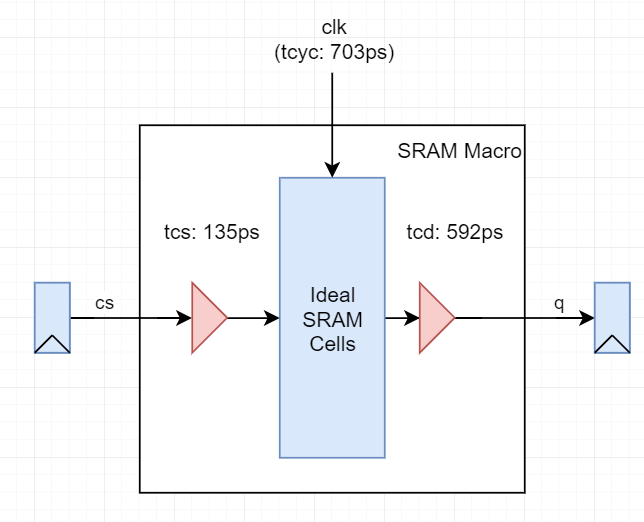 clk
(tcyc: 703ps)
SRAM Macro
tcs: 135ps
tcd: 592ps
cs
Ideal
SRAM
Cells
q